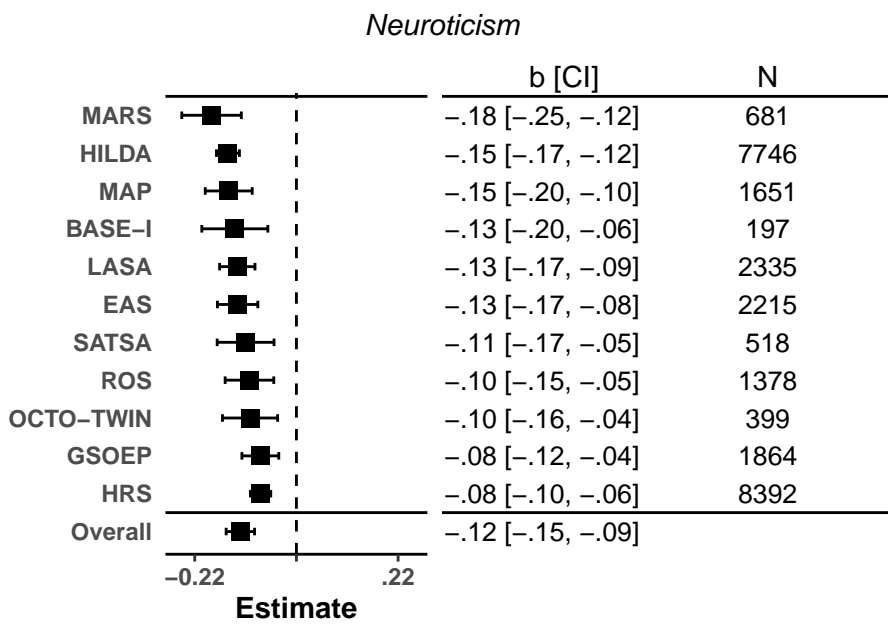 Neuroticism
b [CI] N
MARS −.18 [−.25, −.12] 681
HILDA −.15 [−.17, −.12] 7746
MAP −.15 [−.20, −.10] 1651
BASE−I −.13 [−.20, −.06] 197
LASA −.13 [−.17, −.09] 2335
EAS −.13 [−.17, −.08] 2215
SATSA −.11 [−.17, −.05] 518
ROS −.10 [−.15, −.05] 1378
OCTO−TWIN −.10 [−.16, −.04] 399
GSOEP −.08 [−.12, −.04] 1864
HRS −.08 [−.10, −.06] 8392
Overall −.12 [−.15, −.09]
−0.22 .22
Estimate